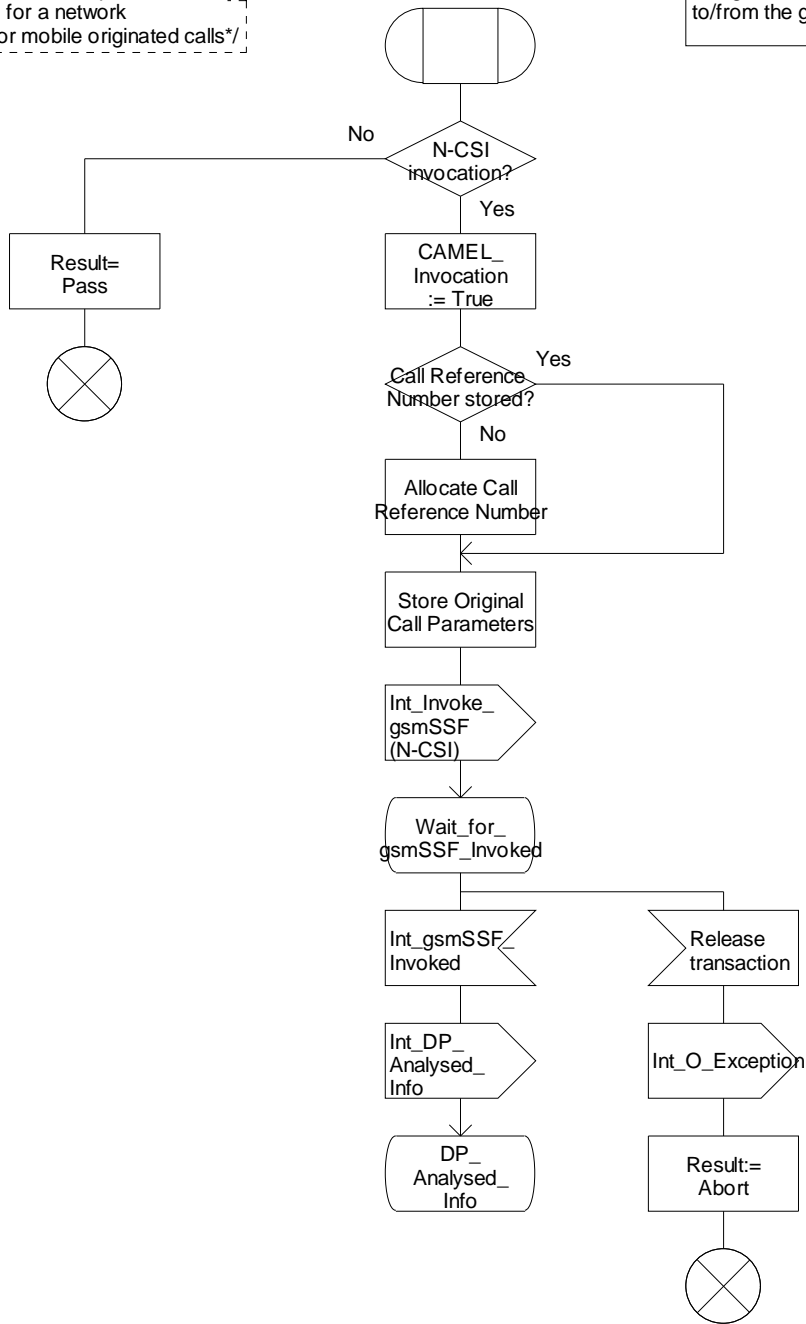 for a network
or mobile originated calls*/
to/from the g
No
N-CSI
invocation?
Yes
Result=
Pass
CAMEL_
Invocation
:= True
Call Reference
Number stored?
Yes
No
Allocate Call
Reference Number
Store Original
Call Parameters
Int_Invoke_
gsmSSF
(N-CSI)
Wait_for_
gsmSSF_Invoked
Int_gsmSSF_
Invoked
Release
transaction
Int_DP_
Analysed_
Info
Int_O_Exception
DP_
Analysed_
Info
Result:=
Abort